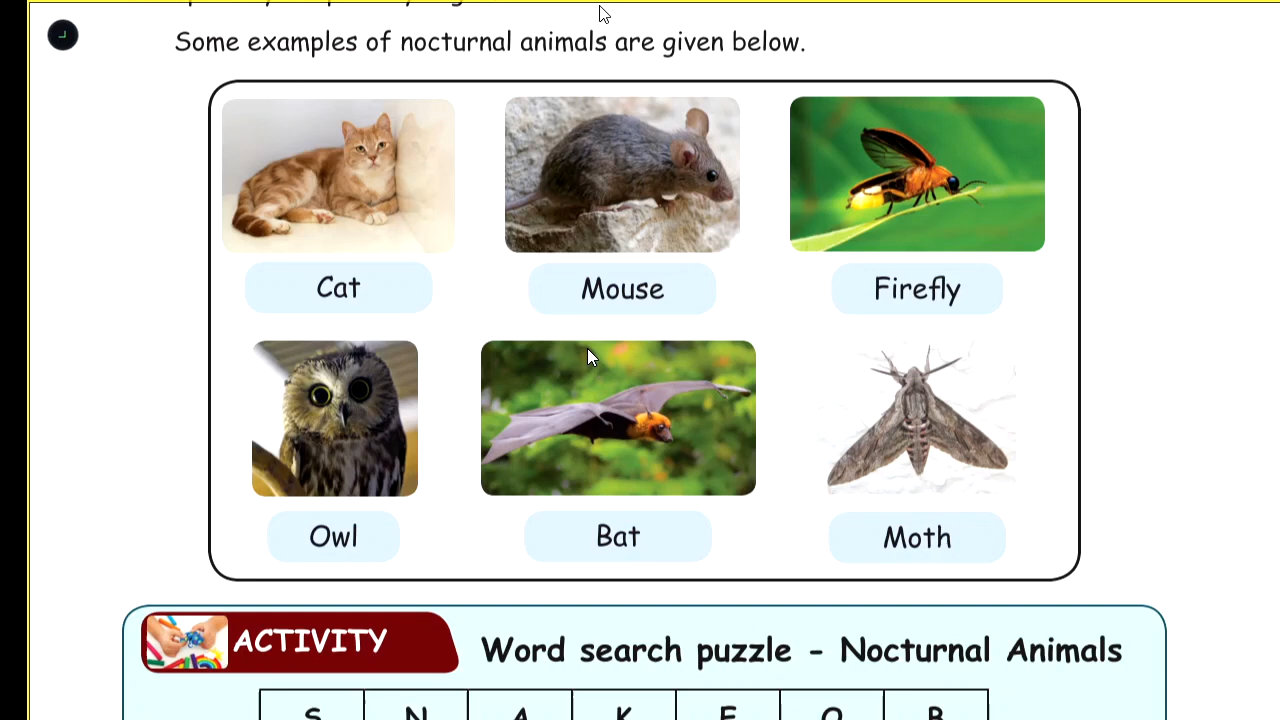 Some examples of nocturnal animals are given below.
Cat
Mouse
Firefly
Owl
Bat
Moth
ACTIVITY
Word search puzzle - Nocturnal Animals
S N A K E O B